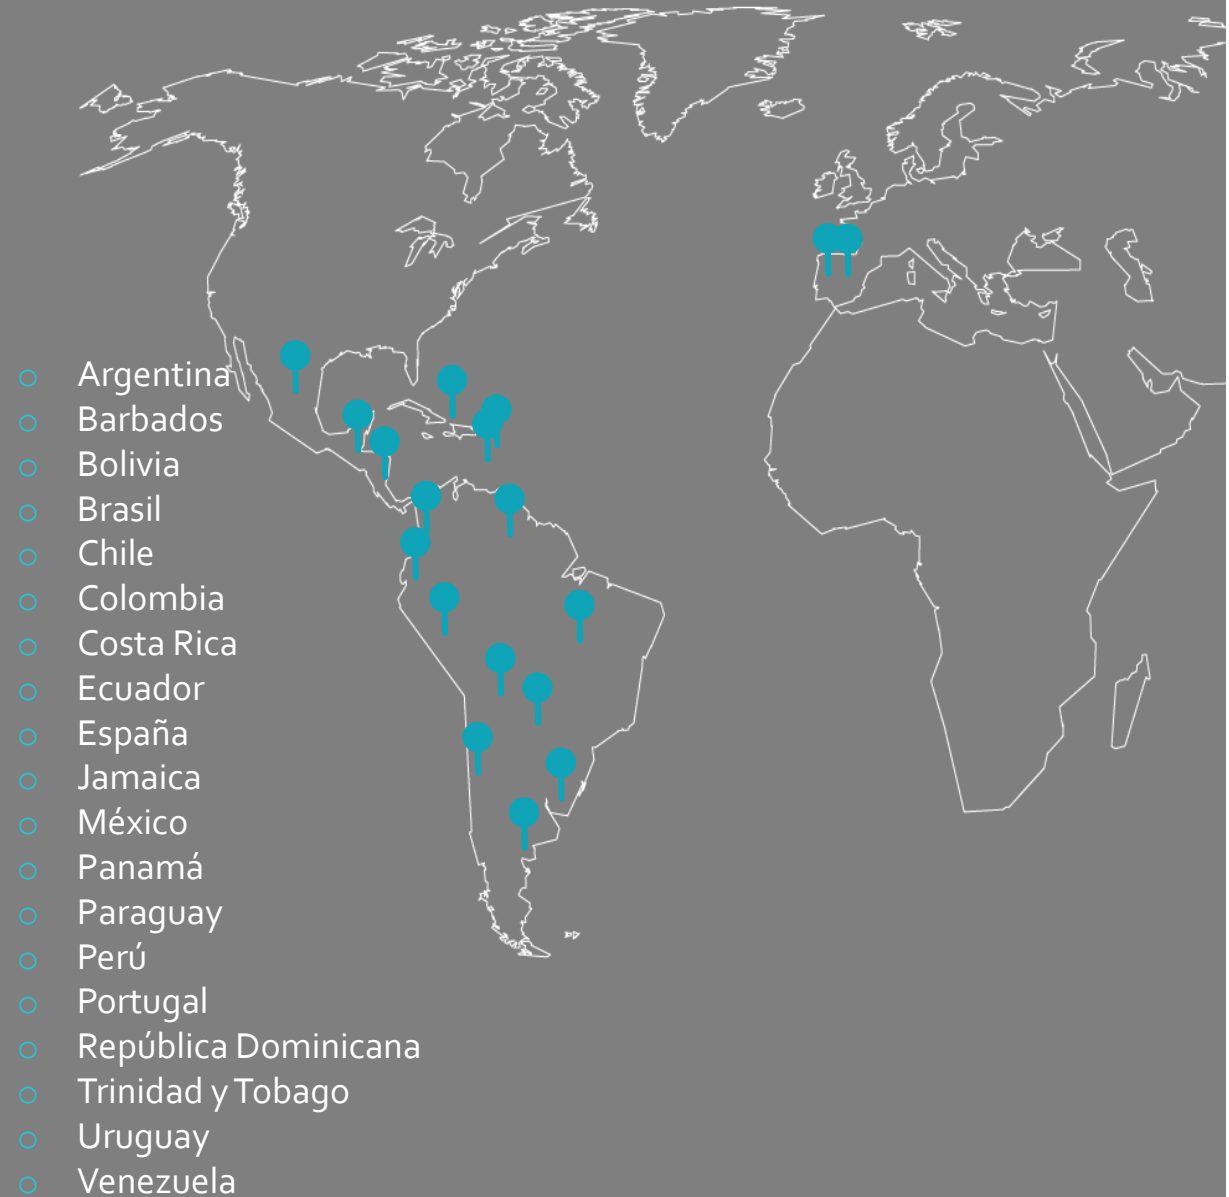 Argentina
Barbados
Bolivia
Brasil
Chile
Colombia
Costa Rica
Ecuador
España
Jamaica
México
Panamá
Paraguay
Perú
Portugal
República Dominicana
Trinidad y Tobago
Uruguay
Venezuela